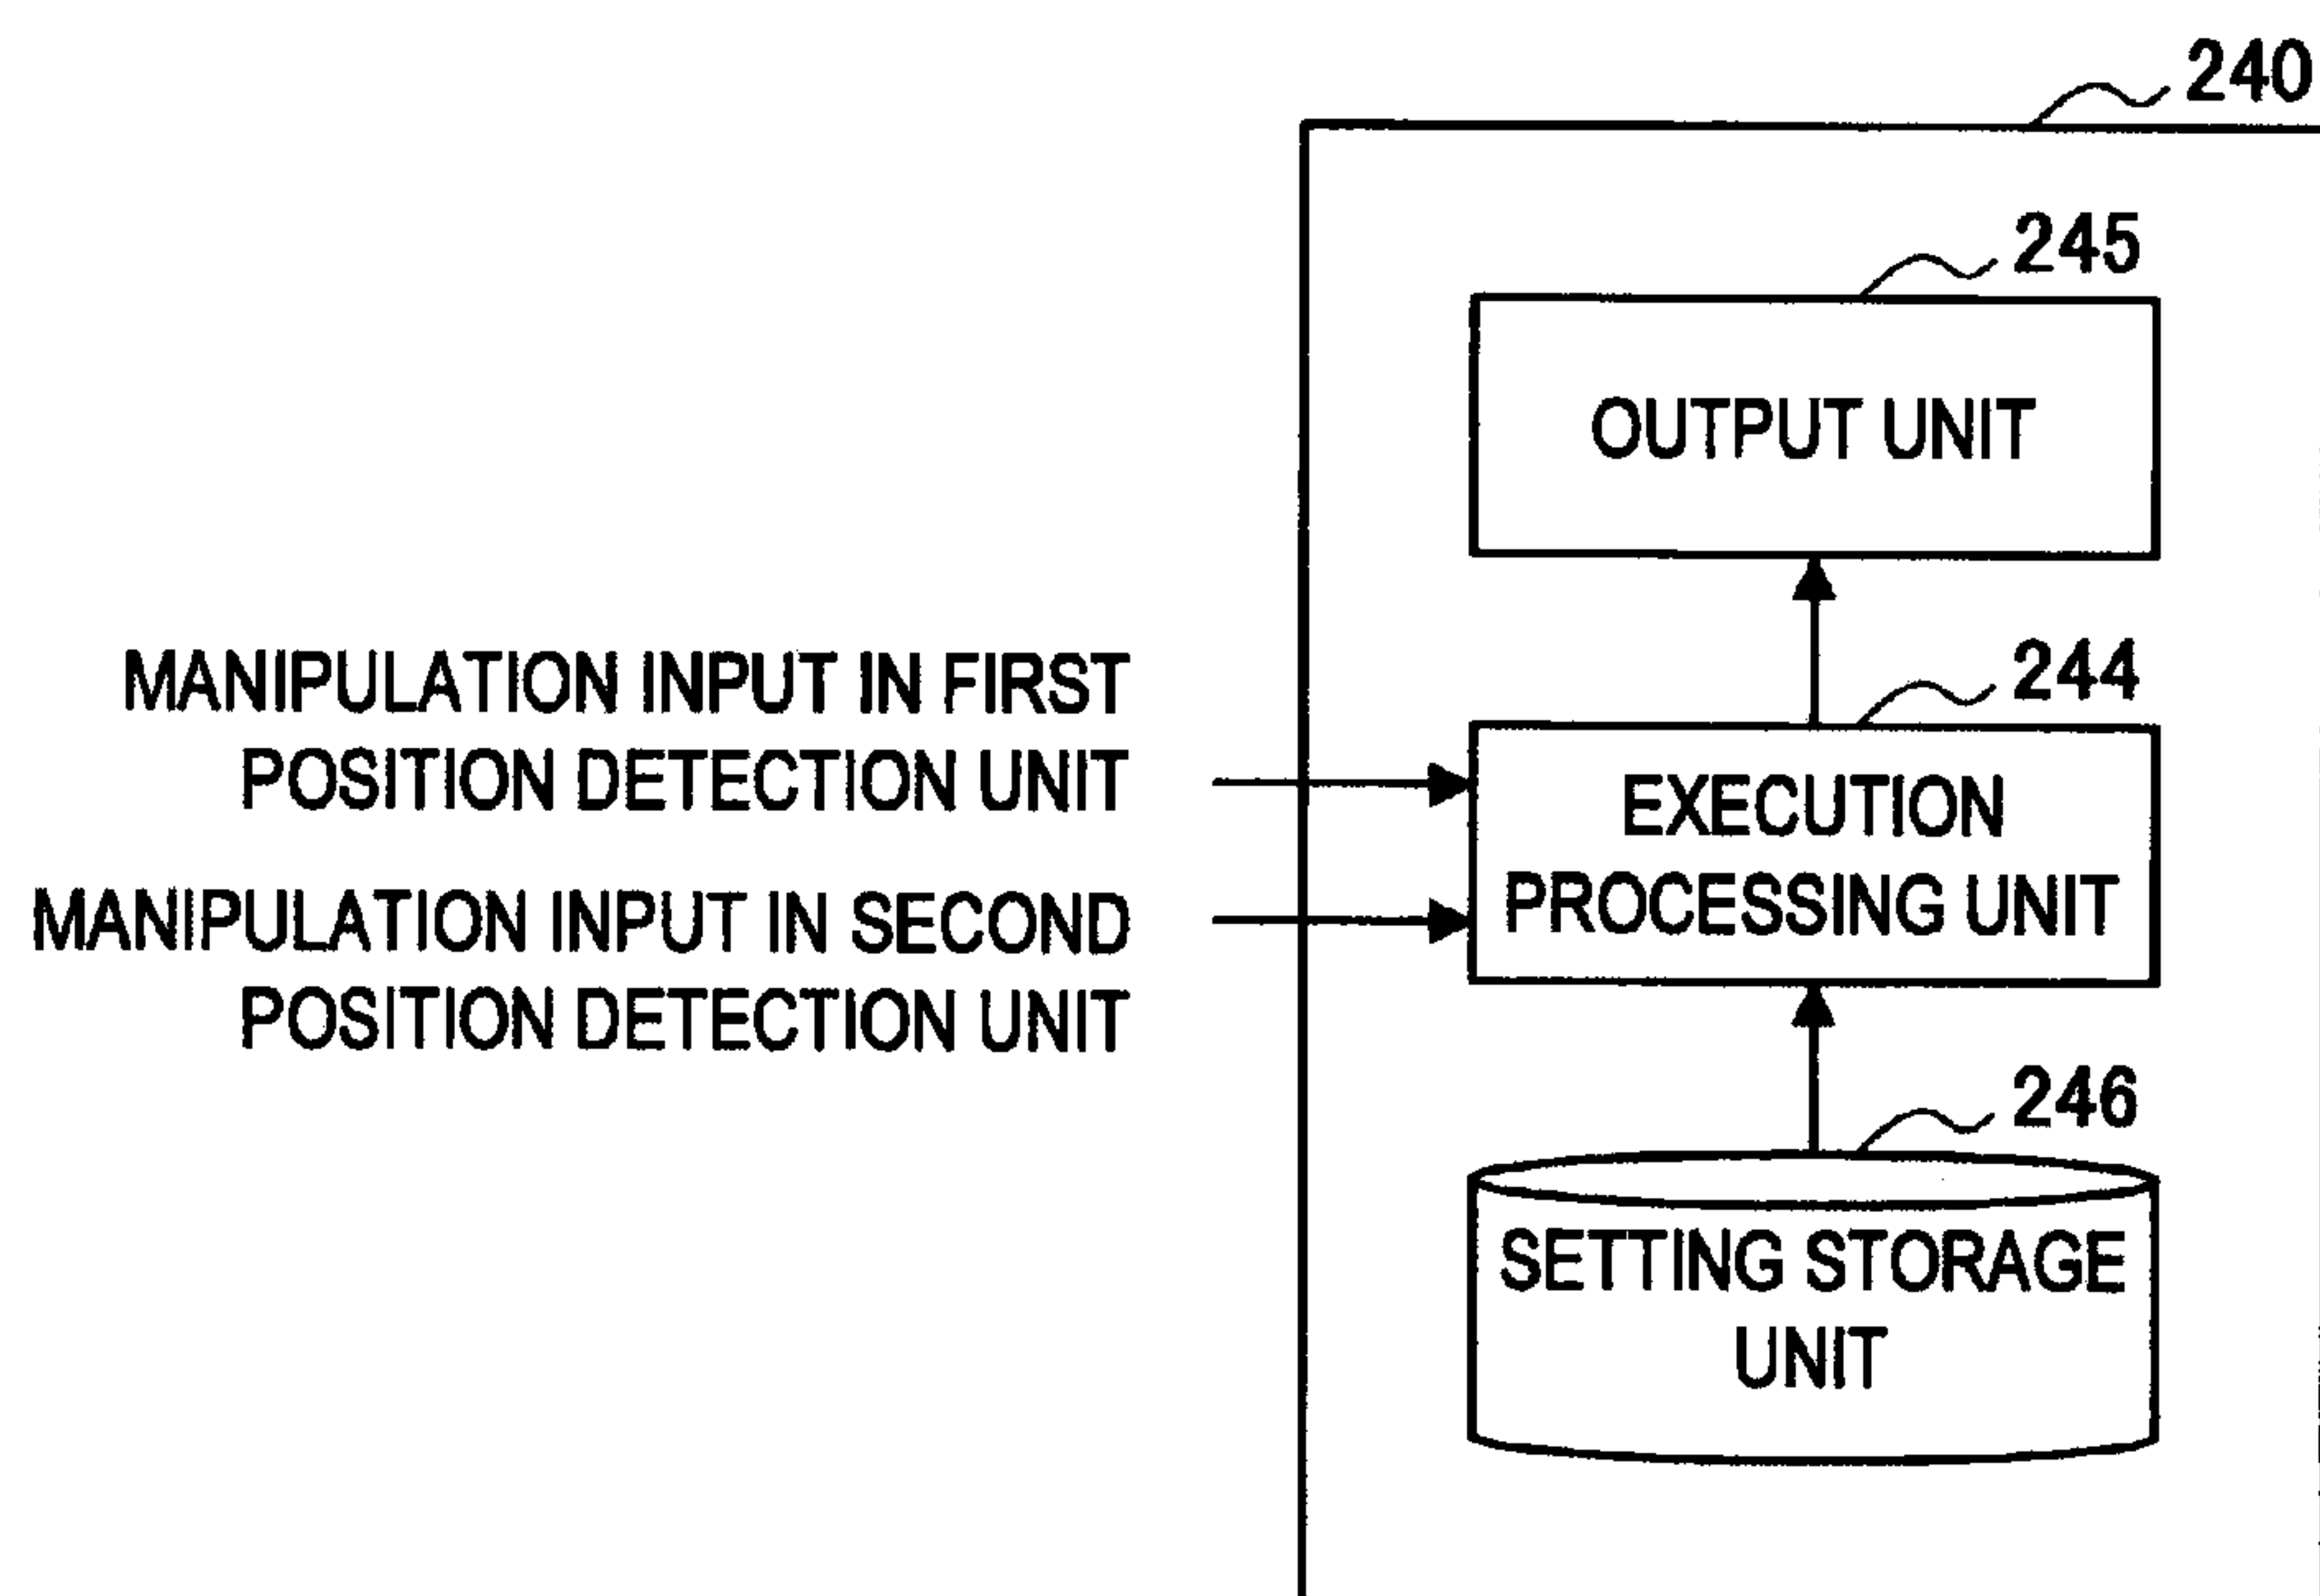 240
245
OUTPUT UNIT
MANIPULATION INPUT IN FIRST
POSITION DETECTION UNIT
244
EXECUTION
PROCESSING UNIT
MANIPULATION INPUT IN SECOND
POSITION DETECTION UNIT
246
SETTING STORAGE
UNIT